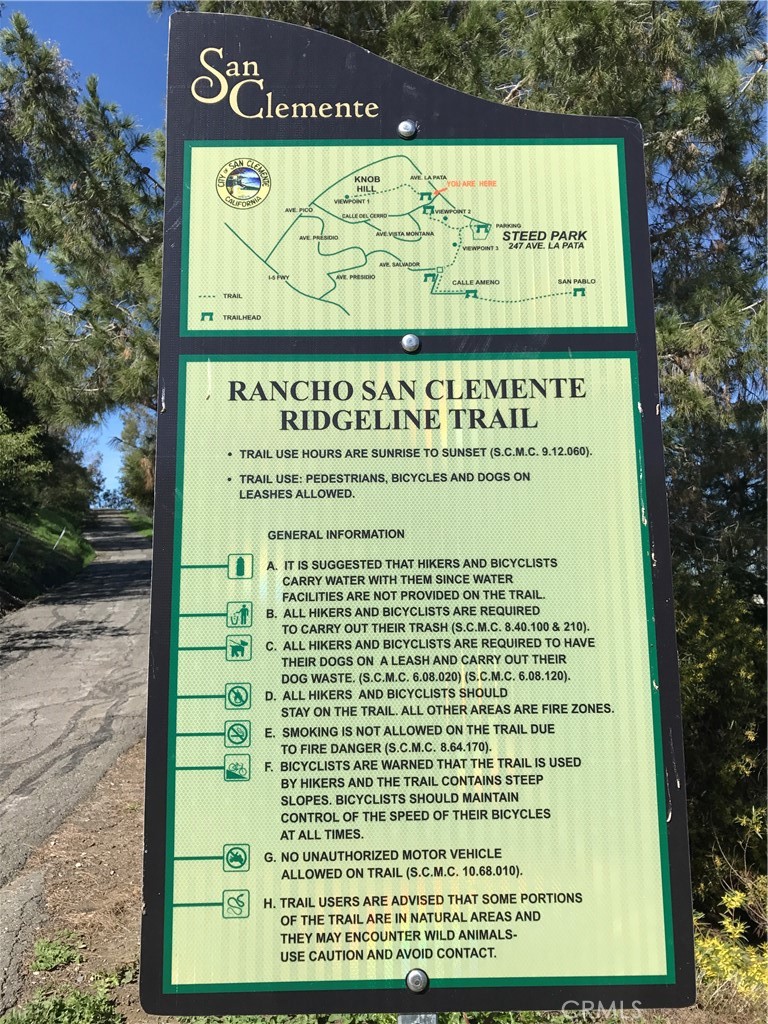 San
Clemente
CITY OF SAN CLEMENTE
CALIFORNIA
KNOB
HILL
AVE. LA PATA
YOU ARE HERE
VIEWPOINT 1
AVE. PICO
CALLE DEL CERRO
VIEWPOINT 2
PARKING
STEED PARK
247 AVE. LA PATA
AVE. PRESIDIO
AVE.VISTA MONTANA
VIEWPOINT 3
AVE. SALVADOR
I-5 FWY
AVE. PRESIDIO
CALLE AMENO
SAN PABLO
TRAIL
TRAILHEAD
RANCHO SAN CLEMENTE
RIDGELINE TRAIL
• TRAIL USE HOURS ARE SUNRISE TO SUNSET (S.C.M.C. 9.12.060).
• TRAIL USE: PEDESTRIANS, BICYCLES AND DOGS ON
LEASHES ALLOWED.
GENERAL INFORMATION
A. IT IS SUGGESTED THAT HIKERS AND BICYCLISTS
CARRY WATER WITH THEM SINCE WATER
FACILITIES ARE NOT PROVIDED ON THE TRAIL.
B. ALL HIKERS AND BICYCLISTS ARE REQUIRED
TO CARRY OUT THEIR TRASH (S.C.M.C. 8.40.100 & 210).
C. ALL HIKERS AND BICYCLISTS ARE REQUIRED TO HAVE
THEIR DOGS ON A LEASH AND CARRY OUT THEIR
DOG WASTE. (S.C.M.C. 6.08.020) (S.C.M.C. 6.08.120).
D. ALL HIKERS AND BICYCLISTS SHOULD
STAY ON THE TRAIL. ALL OTHER AREAS ARE FIRE ZONES.
E. SMOKING IS NOT ALLOWED ON THE TRAIL DUE
TO FIRE DANGER (S.C.M.C. 8.64.170).
F. BICYCLISTS ARE WARNED THAT THE TRAIL IS USED
BY HIKERS AND THE TRAIL CONTAINS STEEP
SLOPES. BICYCLISTS SHOULD MAINTAIN
CONTROL OF THE SPEED OF THEIR BICYCLES
AT ALL TIMES.
G. NO UNAUTHORIZED MOTOR VEHICLE
ALLOWED ON TRAIL (S.C.M.C. 10.68.010).
H. TRAIL USERS ARE ADVISED THAT SOME PORTIONS
OF THE TRAIL ARE IN NATURAL AREAS AND
THEY MAY ENCOUNTER WILD ANIMALS-
USE CAUTION AND AVOID CONTACT.
CRMLS